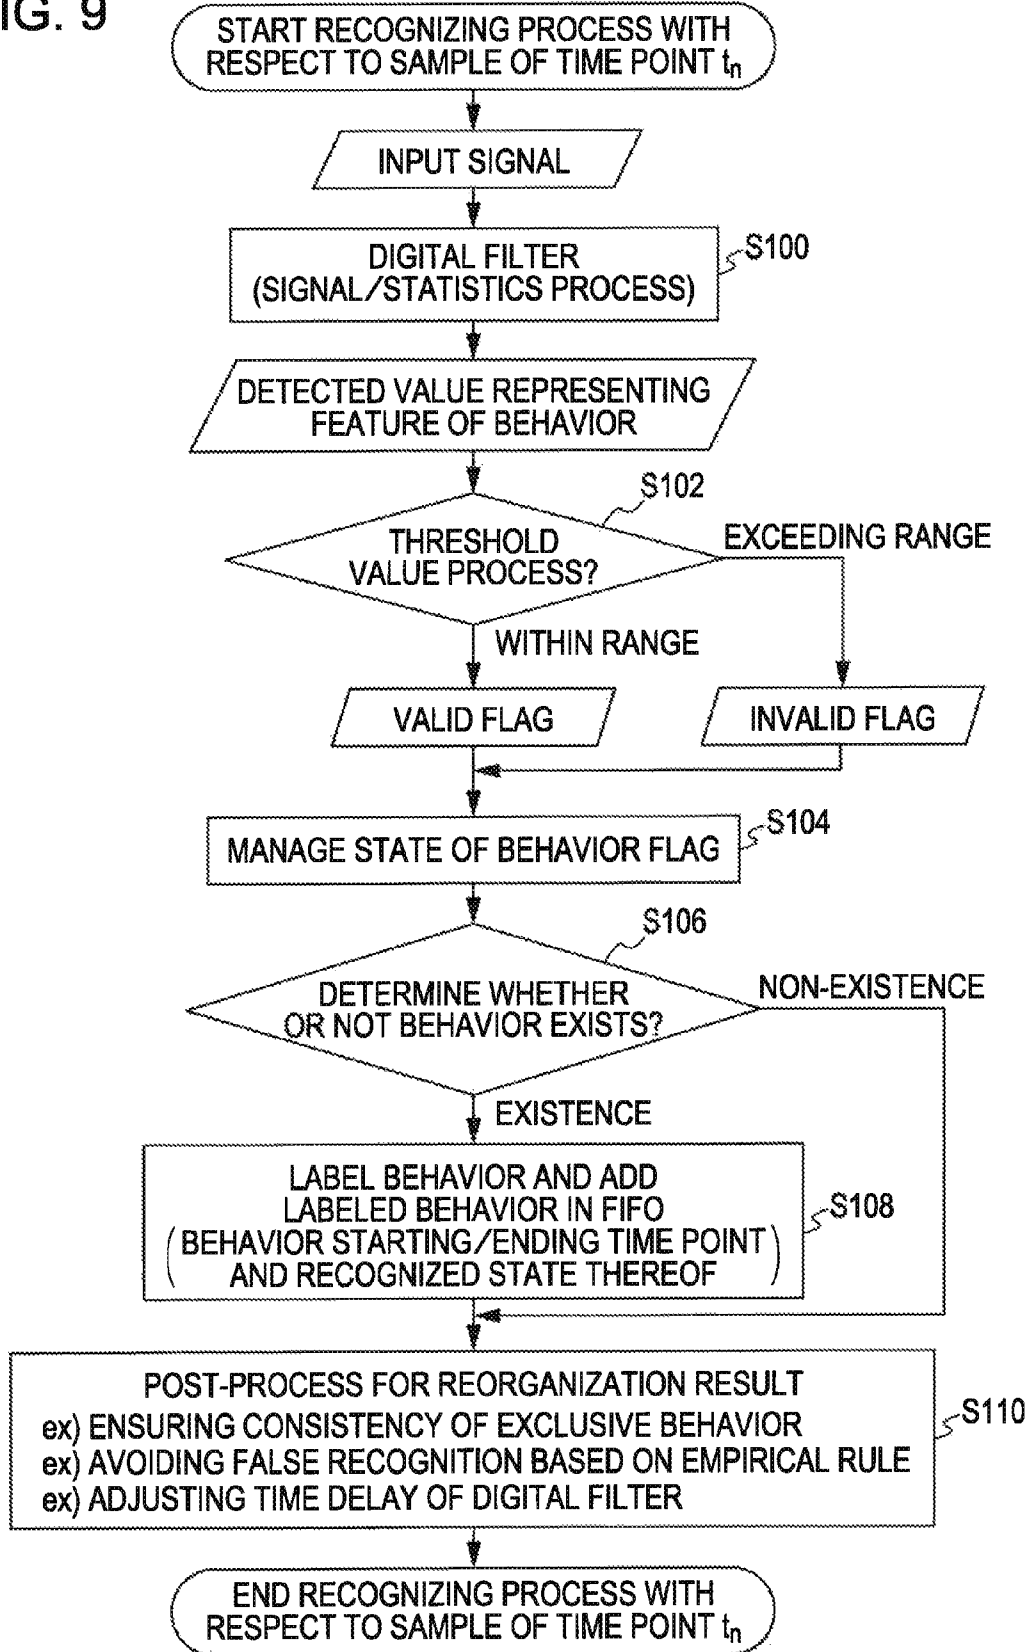 IG. 9
START RECOGNIZING PROCESS WITH
RESPECT TO SAMPLE OF TIME POINT tn
INPUT SIGNAL
DIGITAL FILTER
(SIGNAL/STATISTICS PROCESS)
S100
DETECTED VALUE REPRESENTING
FEATURE OF BEHAVIOR
S102
THRESHOLD
VALUE PROCESS?
EXCEEDING RANGE
WITHIN RANGE
VALID FLAG
INVALID FLAG
MANAGE STATE OF BEHAVIOR FLAG
S104
S106
DETERMINE WHETHER
OR NOT BEHAVIOR EXISTS?
NON-EXISTENCE
EXISTENCE
LABEL BEHAVIOR AND ADD
LABELED BEHAVIOR IN FIFO
(BEHAVIOR STARTING/ENDING TIME POINT
AND RECOGNIZED STATE THEREOF)
S108
POST-PROCESS FOR REORGANIZATION RESULT
ex) ENSURING CONSISTENCY OF EXCLUSIVE BEHAVIOR
ex) AVOIDING FALSE RECOGNITION BASED ON EMPIRICAL RULE
ex) ADJUSTING TIME DELAY OF DIGITAL FILTER
S110
END RECOGNIZING PROCESS WITH
RESPECT TO SAMPLE OF TIME POINT tn